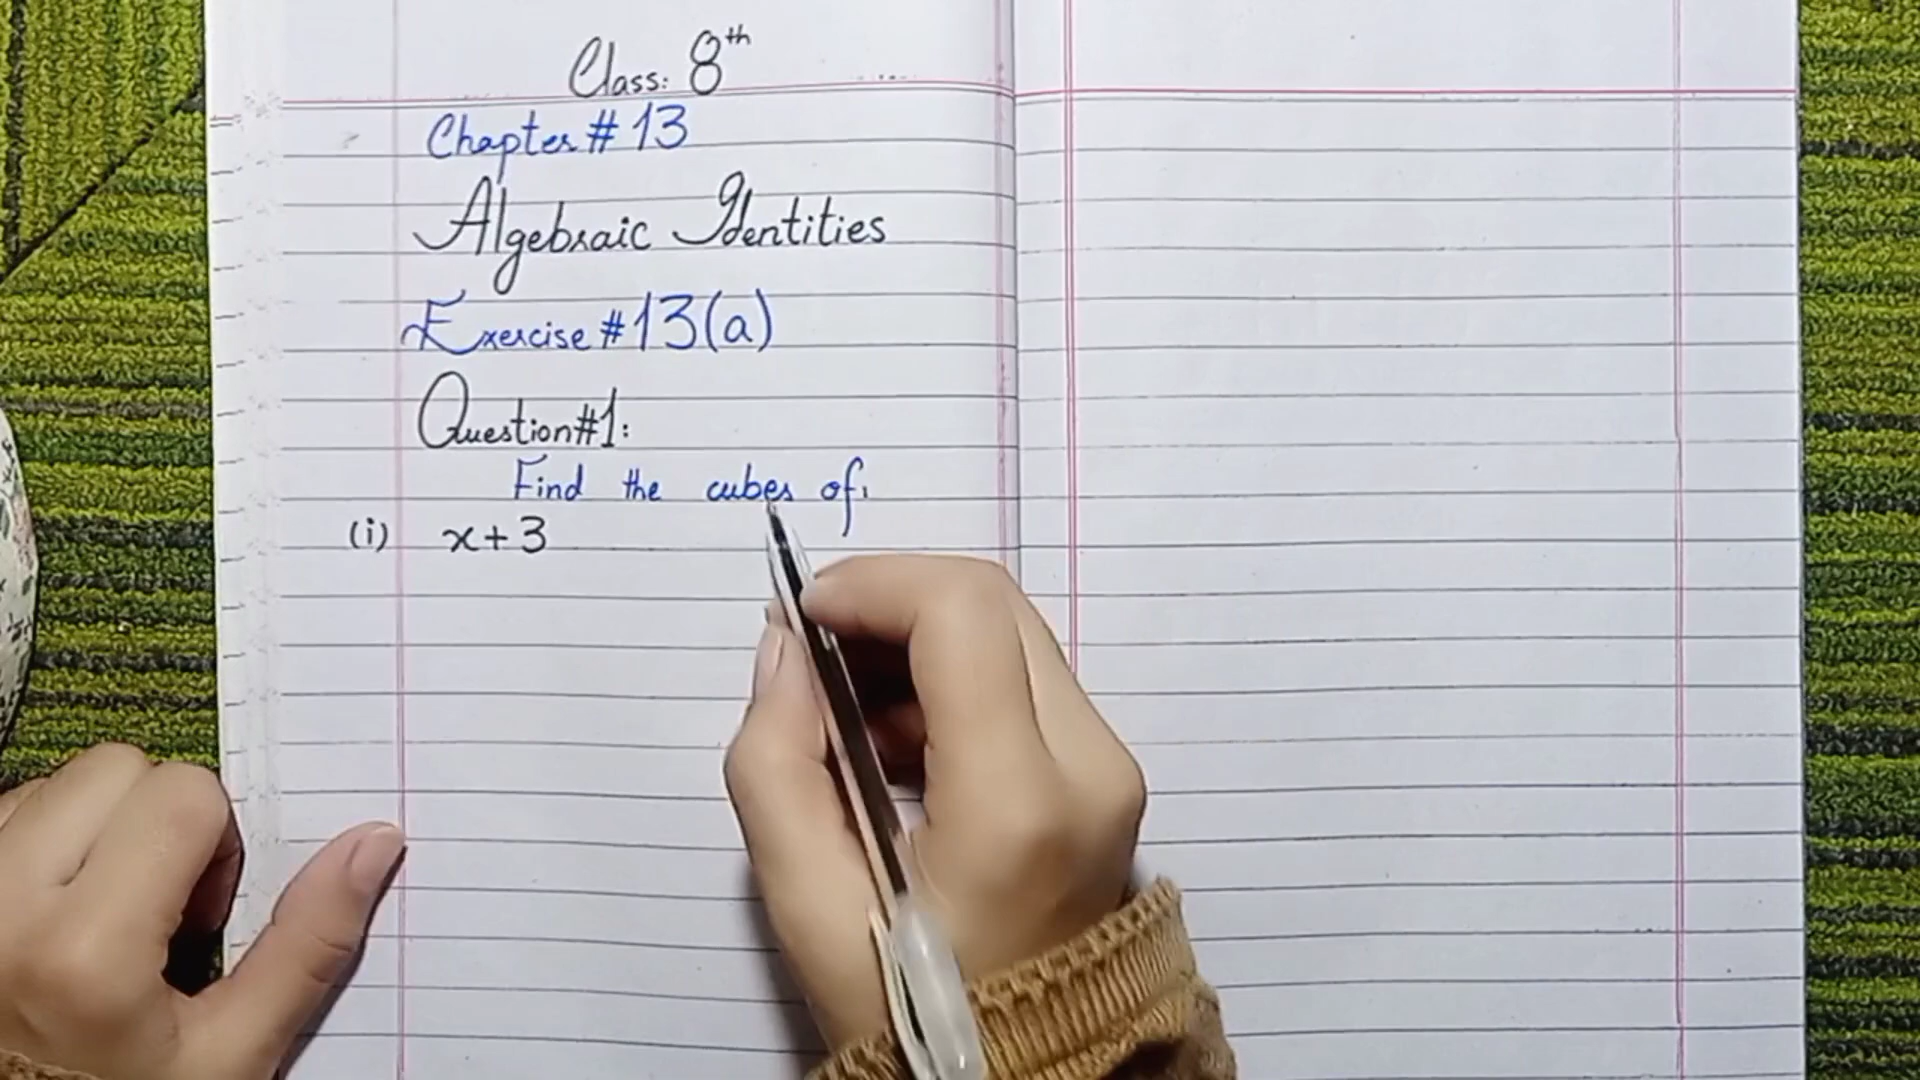 Class: 8th
Chapter # 13
Algebraic Identities
Exercise # 13(a)
Question#1:
Find the cubes of:
(i) x+3